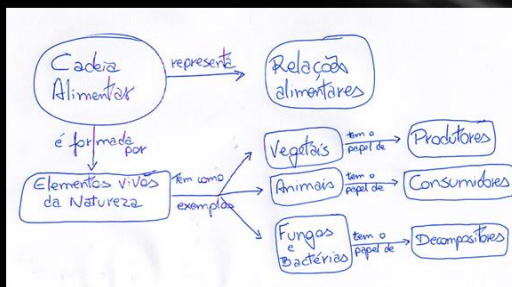 Cadeia
Alimentar
representa
Relações
alimentares
é formada
por
Elementos vivos
da Natureza
tem como
exemplos
Vegetais
tem o
papel de
Produtores
Animais
tem o
papel de
Consumidores
Fungos
e
Bactérias
tem o
papel de
Decompositores